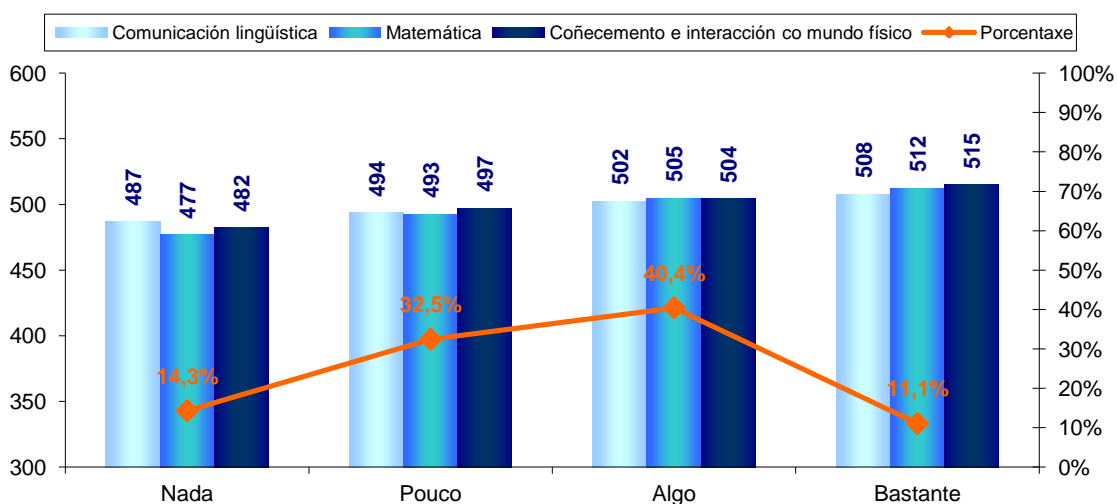 Comunicación lingüística Matemática Coñecemento e interacción co mundo físico Porcentaxe
600 100%
90%
550 80%
70%
500 60%
50%
450 40%
400 30%
350 20%
10%
300 0%
487 477 482 494 493 497 502 505 504 508 512 515
14,3% 32,5% 40,4% 11,1%
Nada Pouco Algo Bastante